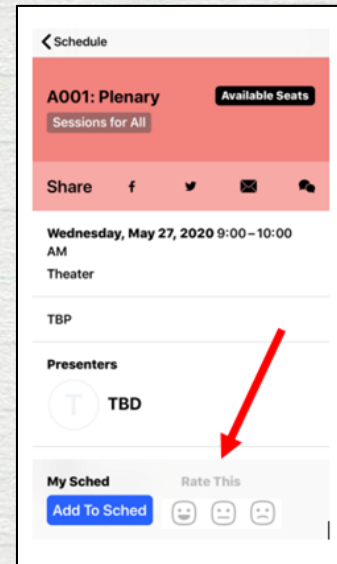 Schedule
A001: Plenary
Available Seats
Sessions for All
Share
Wednesday, May 27, 2020 9:00–10:00
AM
Theater
TBP
Presenters
T
TBD
My Sched
Rate This
Add To Sched